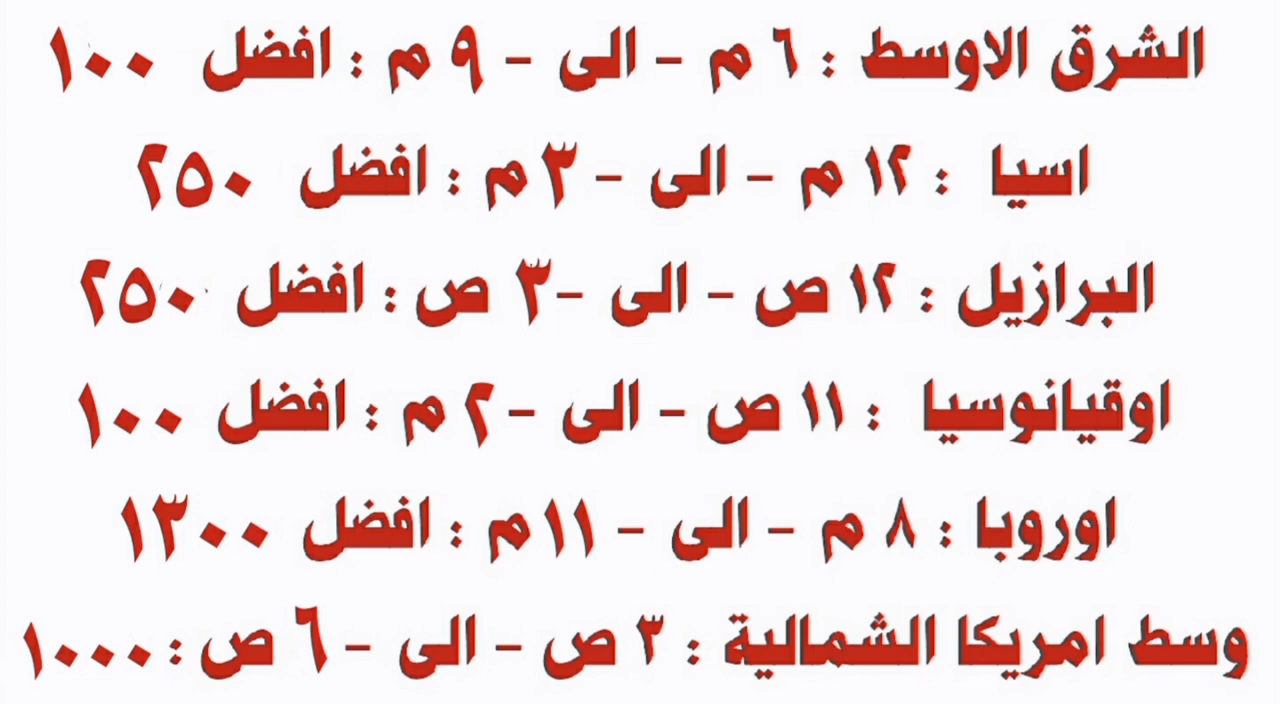 الشرق الاوسط : ٦ م - الى - ٩ م : افضل ١٠٠
اسيا : ١٢ م - الى - ٣ م : افضل ٢٥٠
البرازيل : ١٢ ص - الى - ٣ ص : افضل ٢٥٠
اوقيانوسيا : ١١ ص - الى - ٢ م : افضل ١٠٠
اوروبا : ٨ م - الى - ١١ م : افضل ١٣٠٠
وسط امريكا الشمالية : ٣ ص - الى - ٦ ص : ١٠٠٠